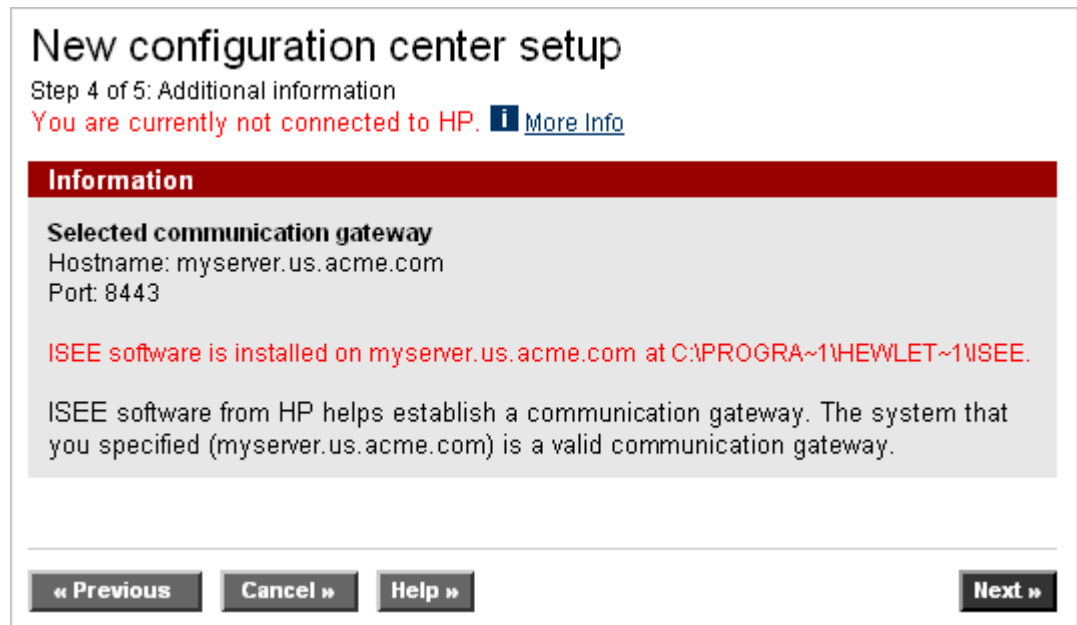 New configuration center setup
Step 4 of 5: Additional information
You are currently not connected to HP. i More Info
Information
Selected communication gateway
Hostname: myserver.us.acme.com
Port: 8443
ISEE software is installed on myserver.us.acme.com at C:\PROGRA~1\HEWLET~1\ISEE.
ISEE software from HP helps establish a communication gateway. The system that
you specified (myserver.us.acme.com) is a valid communication gateway.
« Previous Cancel » Help » Next »